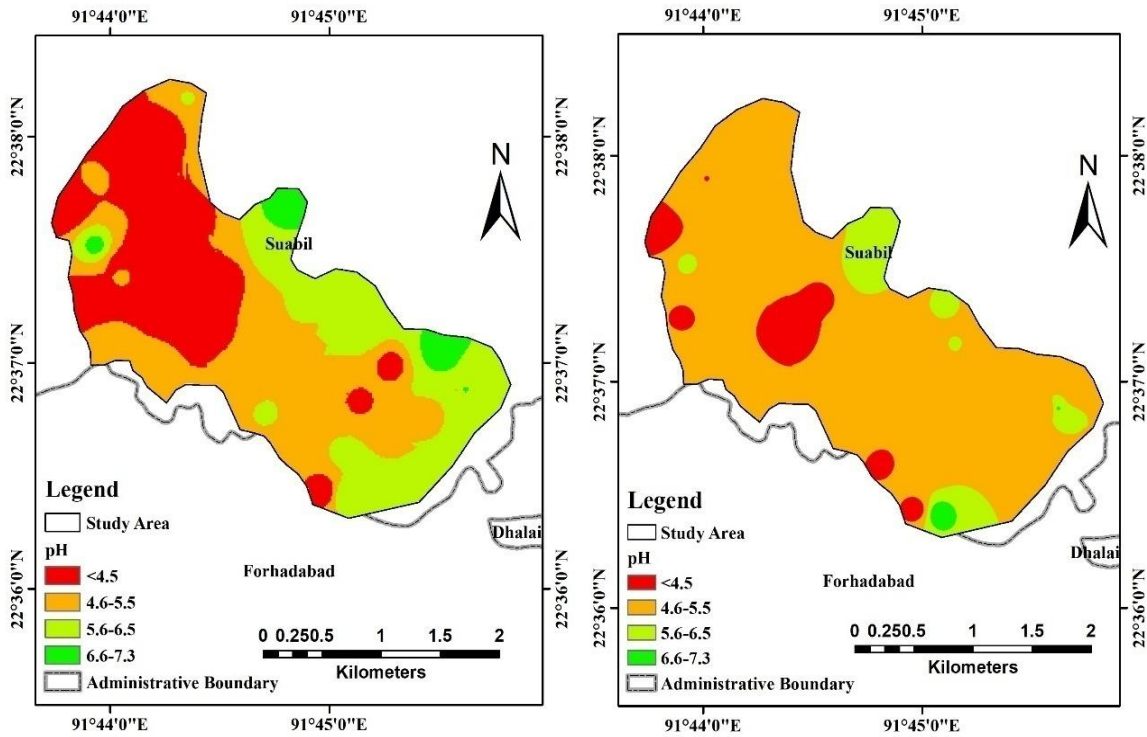 91°44'0"E 91°45'0"E
22°38'0"N 22°38'0"N
N
Suabil
22°37'0"N 22°37'0"N
Legend
Study Area
pH
<4.5
4.6-5.5
5.6-6.5
6.6-7.3
Administrative Boundary
Dhalai
Forhadabad
22°36'0"N 22°36'0"N
0 0.250.5 1 1.5 2
Kilometers
91°44'0"E 91°45'0"E
91°44'0"E 91°45'0"E
22°38'0"N 22°38'0"N
N
Suabil
22°37'0"N 22°37'0"N
Legend
Study Area
pH
<4.5
4.6-5.5
5.6-6.5
6.6-7.3
Administrative Boundary
Dhalai
Forhadabad
22°36'0"N 22°36'0"N
0 0.250.5 1 1.5 2
Kilometers
91°44'0"E 91°45'0"E